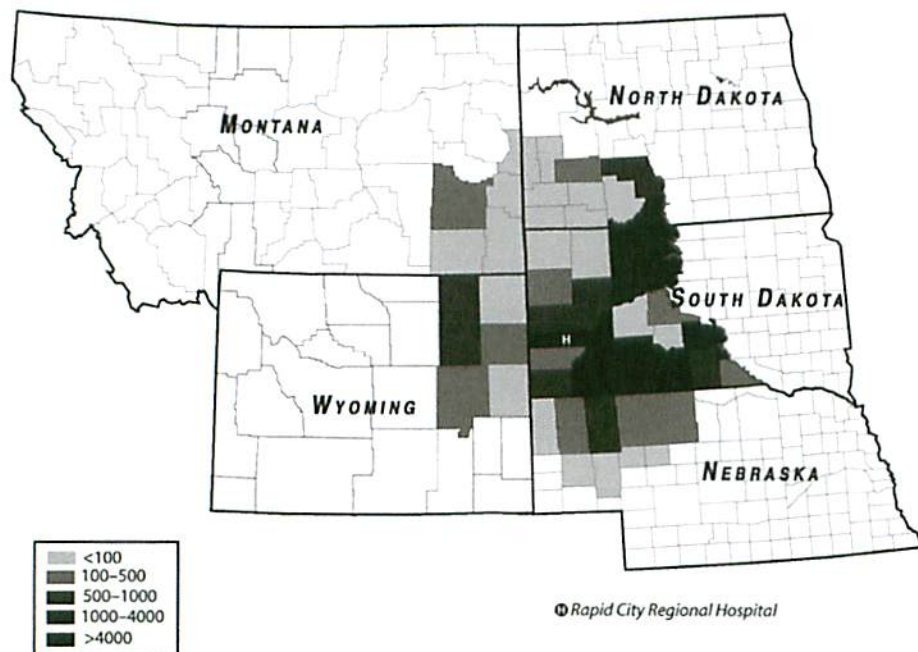 MONTANA
NORTH DAKOTA
SOUTH DAKOTA
H
WYOMING
NEBRASKA
<100
100–500
500–1000
1000–4000
>4000
H Rapid City Regional Hospital